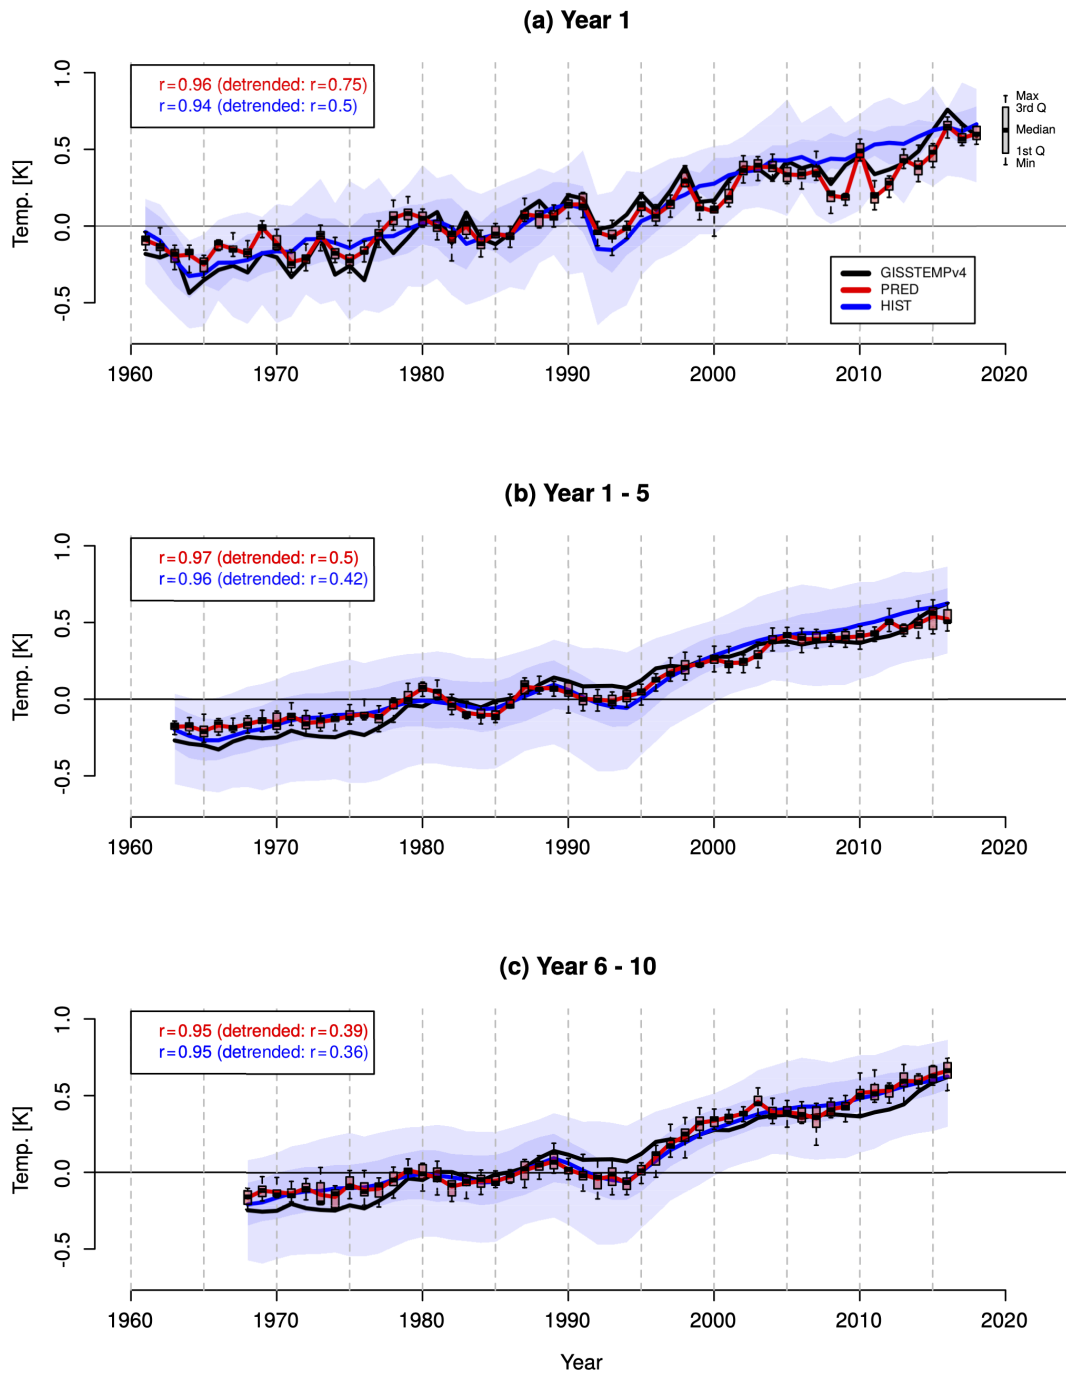 (a) Year 1
r=0.96 (detrended: r=0.75)
r=0.94 (detrended: r=0.5)
Max
3rd Q
Median
1st Q
Min
Temp. [K]
1.0
0.5
0.0
-0.5
GISSTEMPv4
PRED
HIST
1960 1970 1980 1990 2000 2010 2020
(b) Year 1 - 5
r=0.97 (detrended: r=0.5)
r=0.96 (detrended: r=0.42)
Temp. [K]
1.0
0.5
0.0
-0.5
1960 1970 1980 1990 2000 2010 2020
(c) Year 6 - 10
r=0.95 (detrended: r=0.39)
r=0.95 (detrended: r=0.36)
Temp. [K]
1.0
0.5
0.0
-0.5
1960 1970 1980 1990 2000 2010 2020
Year